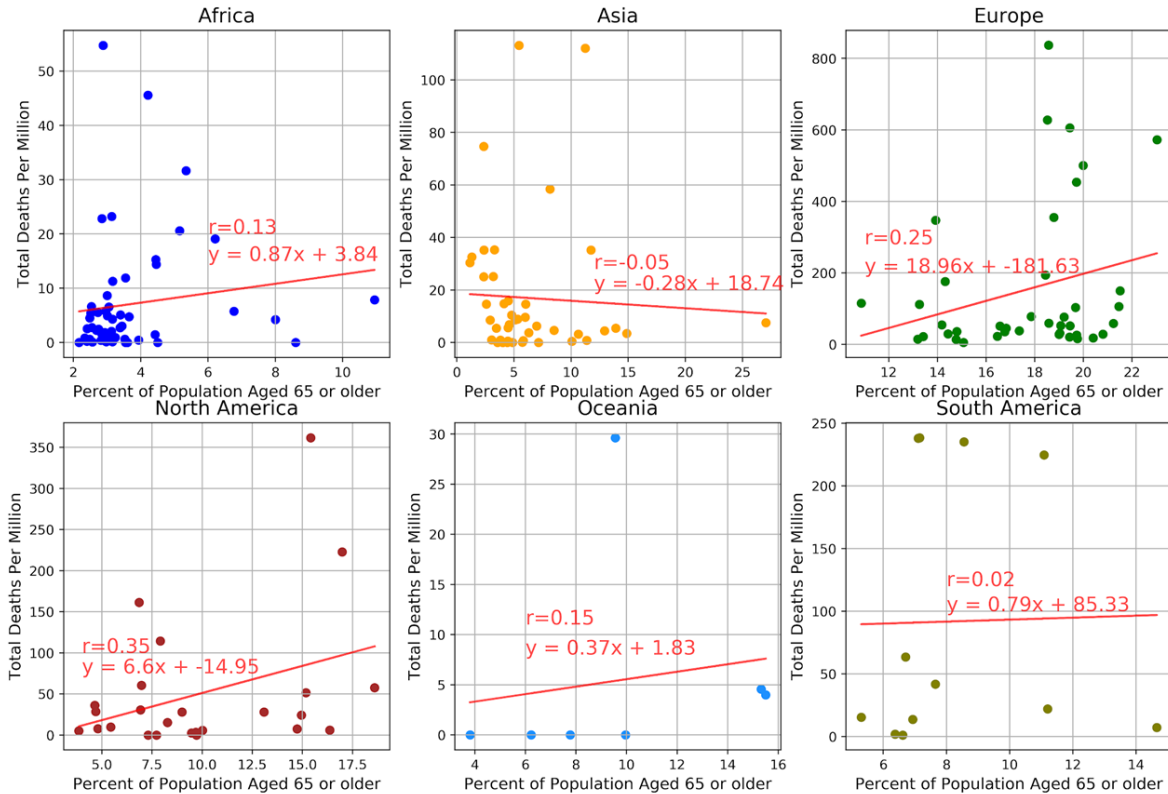 Africa
Total Deaths Per Million
50
40
30
20
10
0
r=0.13
y = 0.87x + 3.84
2
4
6
8
10
Percent of Population Aged 65 or older
Asia
Total Deaths Per Million
100
80
60
40
20
0
r=-0.05
y = -0.28x + 18.74
0
5
10
15
20
25
Percent of Population Aged 65 or older
Europe
Total Deaths Per Million
800
600
400
200
0
r=0.25
y = 18.96x + -181.63
12
14
16
18
20
22
Percent of Population Aged 65 or older
North America
Total Deaths Per Million
350
300
250
200
150
100
50
0
r=0.35
y = 6.6x + -14.95
5.0
7.5
10.0
12.5
15.0
17.5
Percent of Population Aged 65 or older
Oceania
Total Deaths Per Million
30
25
20
15
10
5
0
r=0.15
y = 0.37x + 1.83
4
6
8
10
12
14
16
Percent of Population Aged 65 or older
South America
Total Deaths Per Million
250
200
150
100
50
0
r=0.02
y = 0.79x + 85.33
6
8
10
12
14
Percent of Population Aged 65 or older